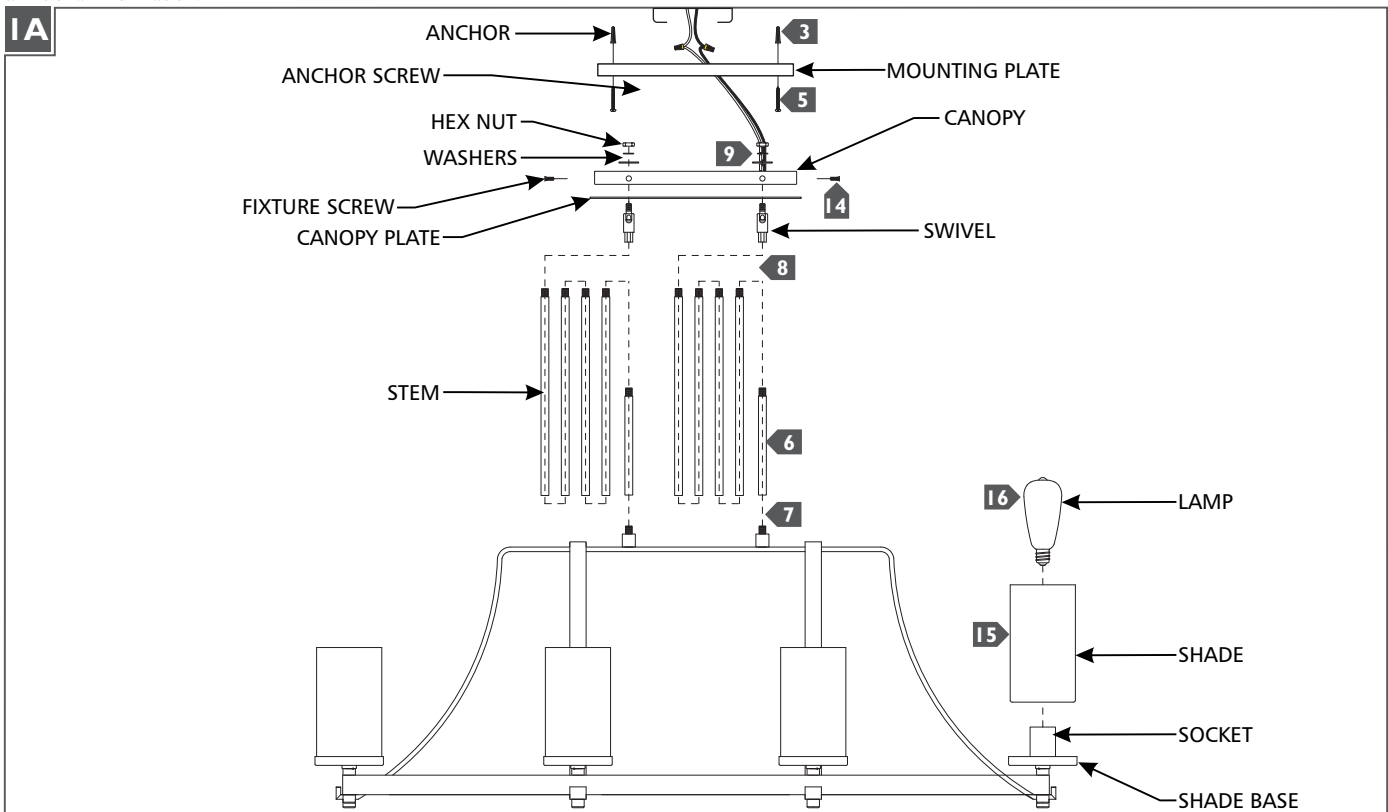 1A
ANCHOR
3
ANCHOR SCREW
MOUNTING PLATE
5
HEX NUT
CANOPY
WASHERS
9
FIXTURE SCREW
14
CANOPY PLATE
SWIVEL
8
STEM
6
7
16
LAMP
15
SHADE
SOCKET
SHADE BASE